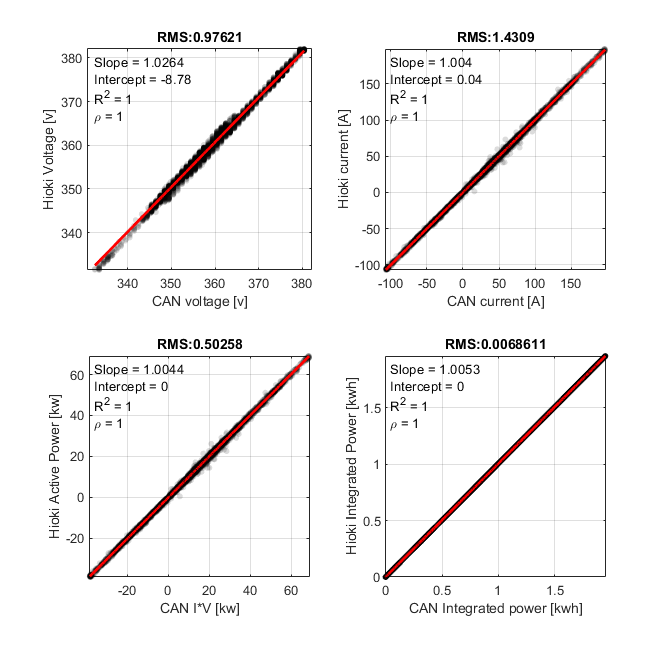 RMS:0.97621
Slope = 1.0264
Intercept = -8.78
R² = 1
ρ = 1
380
370
360
350
340
340 350 360 370 380
Hioki Voltage [v]
CAN voltage [v]
RMS:1.4309
Slope = 1.004
Intercept = 0.04
R² = 1
ρ = 1
150
100
50
0
-50
-100
-100 -50 0 50 100 150
Hioki current [A]
CAN current [A]
RMS:0.50258
Slope = 1.0044
Intercept = 0
R² = 1
ρ = 1
60
40
20
0
-20
-20 0 20 40 60
Hioki Active Power [kw]
CAN I*V [kw]
RMS:0.0068611
Slope = 1.0053
Intercept = 0
R² = 1
ρ = 1
1.5
1
0.5
0
0 0.5 1 1.5
Hioki Integrated Power [kwh]
CAN Integrated power [kwh]